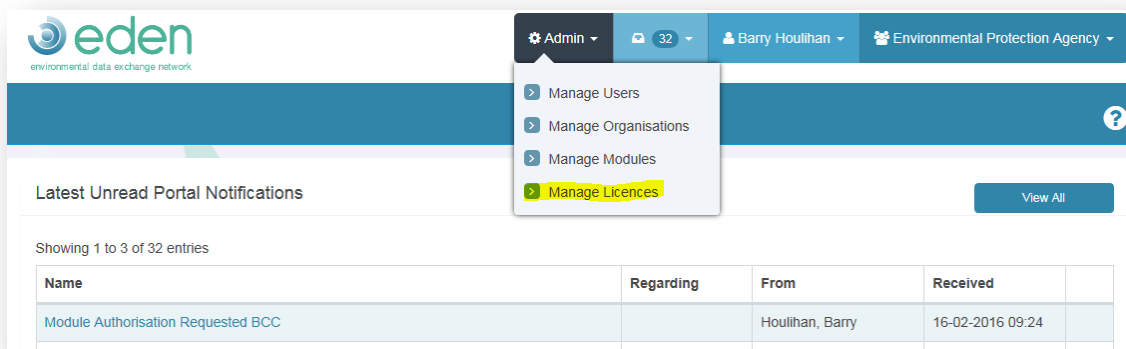 eden
environmental data exchange network
Admin
32
Barry Houlihan
Environmental Protection Agency
Manage Users
Manage Organisations
Manage Modules
Manage Licences
?
Latest Unread Portal Notifications
View All
Showing 1 to 3 of 32 entries
Name Regarding From Received
Module Authorisation Requested BCC Houlihan, Barry 16-02-2016 09:24